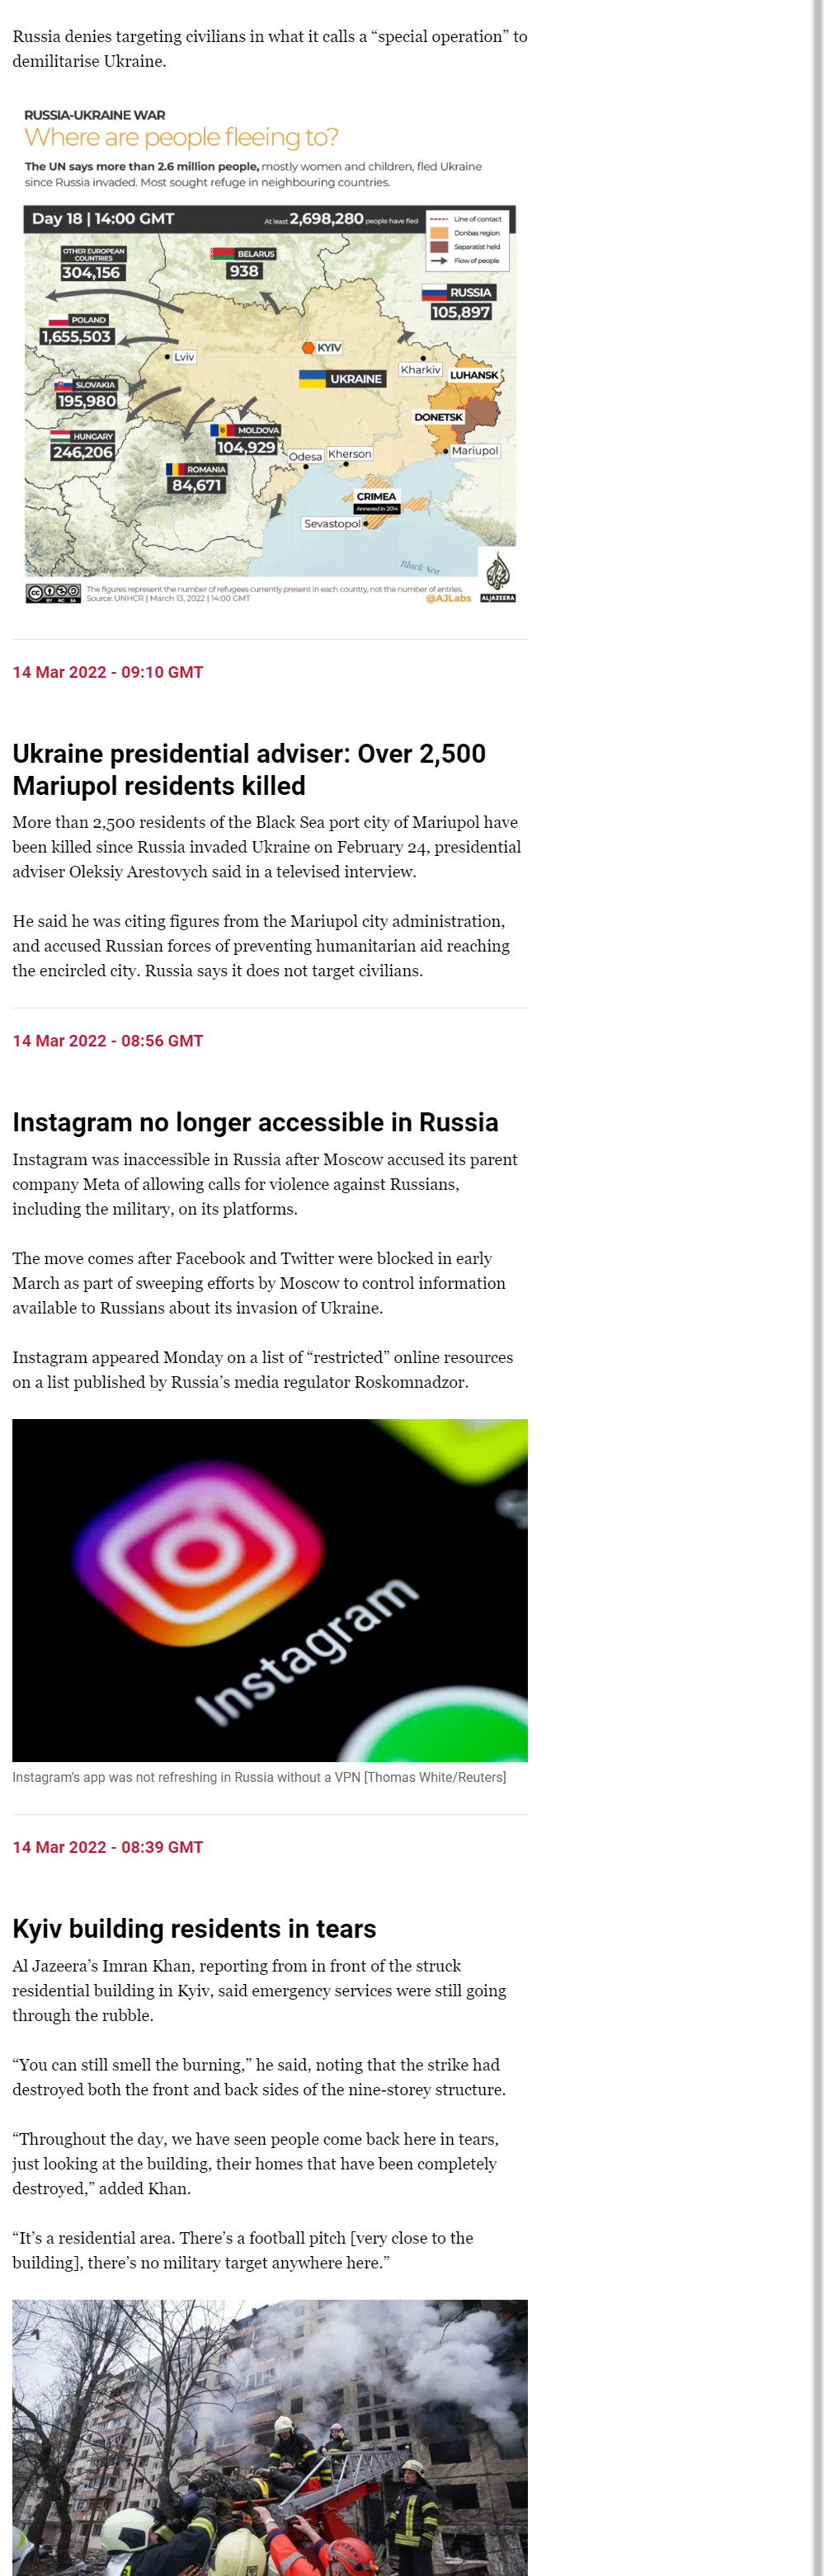 Russia denies targeting civilians in what it calls a “special operation” to
demilitarise Ukraine.
RUSSIA-UKRAINE WAR
Where are people fleeing to?
The UN says more than 2.6 million people, mostly women and children, fled Ukraine
since Russia invaded. Most sought refuge in neighbouring countries.
Day 18 | 14:00 GMT
At least 2,698,280 people have fled
Line of contact
Donbas region
Separatist held
Flow of people
OTHER EUROPEAN
COUNTRIES
304,156
BELARUS
938
RUSSIA
105,897
POLAND
1,655,503
Lviv
KYIV
UKRAINE
Kharkiv
LUHANSK
SLOVAKIA
195,980
DONETSK
HUNGARY
246,206
MOLDOVA
104,929
Odesa
Kherson
Mariupol
ROMANIA
84,671
CRIMEA
Annexed in 2014
Sevastopol
Black Sea
OpenStreetMap
The figures represent the number of refugees currently present in each country, not the number of entries.
Source: UNHCR | March 13, 2022 | 14:00 GMT
@AJLabs
ALJAZEERA
CC
BY NC SA
14 Mar 2022 - 09:10 GMT
Ukraine presidential adviser: Over 2,500
Mariupol residents killed
More than 2,500 residents of the Black Sea port city of Mariupol have
been killed since Russia invaded Ukraine on February 24, presidential
adviser Oleksiy Arestovych said in a televised interview.
He said he was citing figures from the Mariupol city administration,
and accused Russian forces of preventing humanitarian aid reaching
the encircled city. Russia says it does not target civilians.
14 Mar 2022 - 08:56 GMT
Instagram no longer accessible in Russia
Instagram was inaccessible in Russia after Moscow accused its parent
company Meta of allowing calls for violence against Russians,
including the military, on its platforms.
The move comes after Facebook and Twitter were blocked in early
March as part of sweeping efforts by Moscow to control information
available to Russians about its invasion of Ukraine.
Instagram appeared Monday on a list of “restricted” online resources
on a list published by Russia’s media regulator Roskomnadzor.
Instagram
Instagram’s app was not refreshing in Russia without a VPN [Thomas White/Reuters]
14 Mar 2022 - 08:39 GMT
Kyiv building residents in tears
Al Jazeera’s Imran Khan, reporting from in front of the struck
residential building in Kyiv, said emergency services were still going
through the rubble.
“You can still smell the burning,” he said, noting that the strike had
destroyed both the front and back sides of the nine-storey structure.
“Throughout the day, we have seen people come back here in tears,
just looking at the building, their homes that have been completely
destroyed,” added Khan.
“It’s a residential area. There’s a football pitch [very close to the
building], there’s no military target anywhere here.”